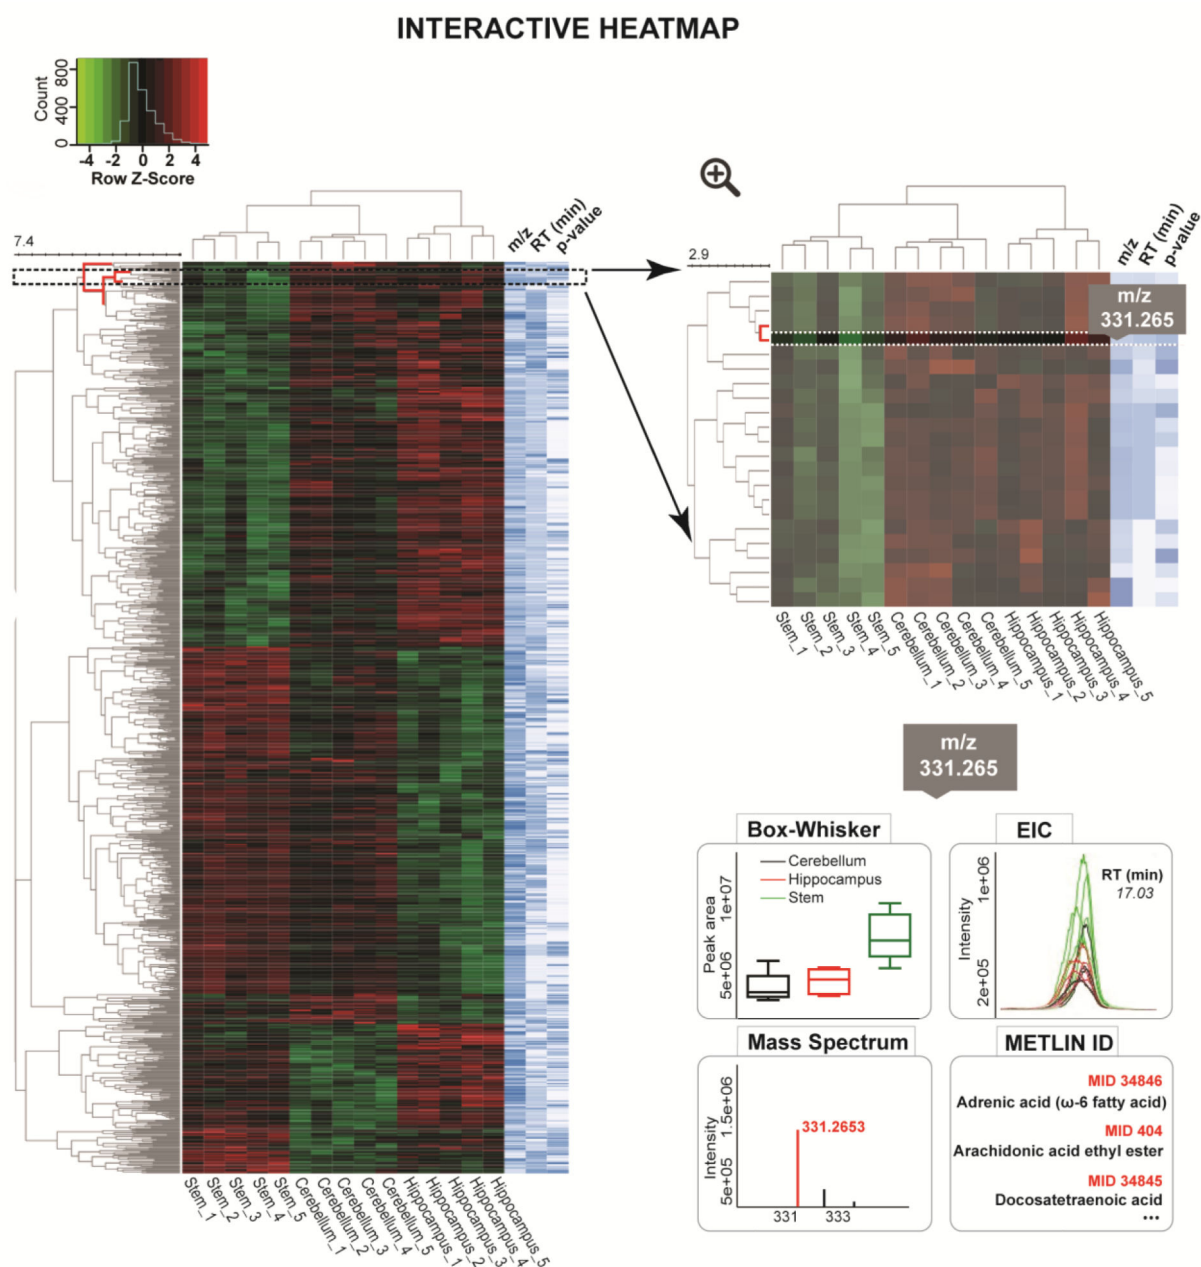 INTERACTIVE HEATMAP
Count
0 400 800
-4 -2 0 2 4
Row Z-Score
7.4
m/z
RT (min)
p-value
2.9
m/z
RT (min)
p-value
m/z
331.265
Stem_1
Stem_2
Stem_3
Stem_4
Stem_5
Cerebellum_1
Cerebellum_2
Cerebellum_3
Cerebellum_4
Cerebellum_5
Hippocampus_1
Hippocampus_2
Hippocampus_3
Hippocampus_4
Hippocampus_5
m/z
331.265
Box-Whisker
Cerebellum
Hippocampus
Stem
Peak area
5e+06 1e+07
EIC
RT (min)
17.03
Intensity
2e+05 1e+06
Mass Spectrum
331.2653
Intensity
5e+05 1.5e+06
331 333
METLIN ID
MID 34846
Adrenic acid (ω-6 fatty acid)
MID 404
Arachidonic acid ethyl ester
MID 34845
Docosatetraenoic acid
...
Stem_1
Stem_2
Stem_3
Stem_4
Stem_5
Cerebellum_1
Cerebellum_2
Cerebellum_3
Cerebellum_4
Cerebellum_5
Hippocampus_1
Hippocampus_2
Hippocampus_3
Hippocampus_4
Hippocampus_5